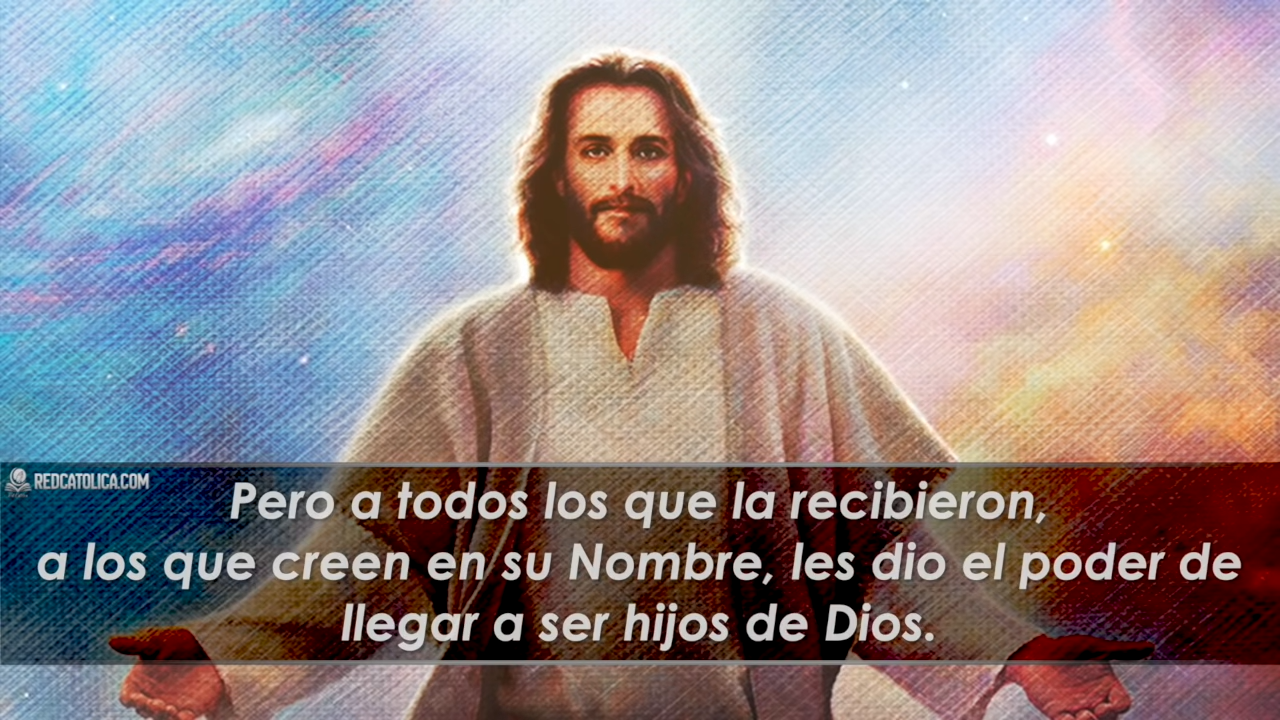 REDCATOLICA.COM
Pero a todos los que la recibieron,
a los que creen en su Nombre, les dio el poder de
llegar a ser hijos de Dios.